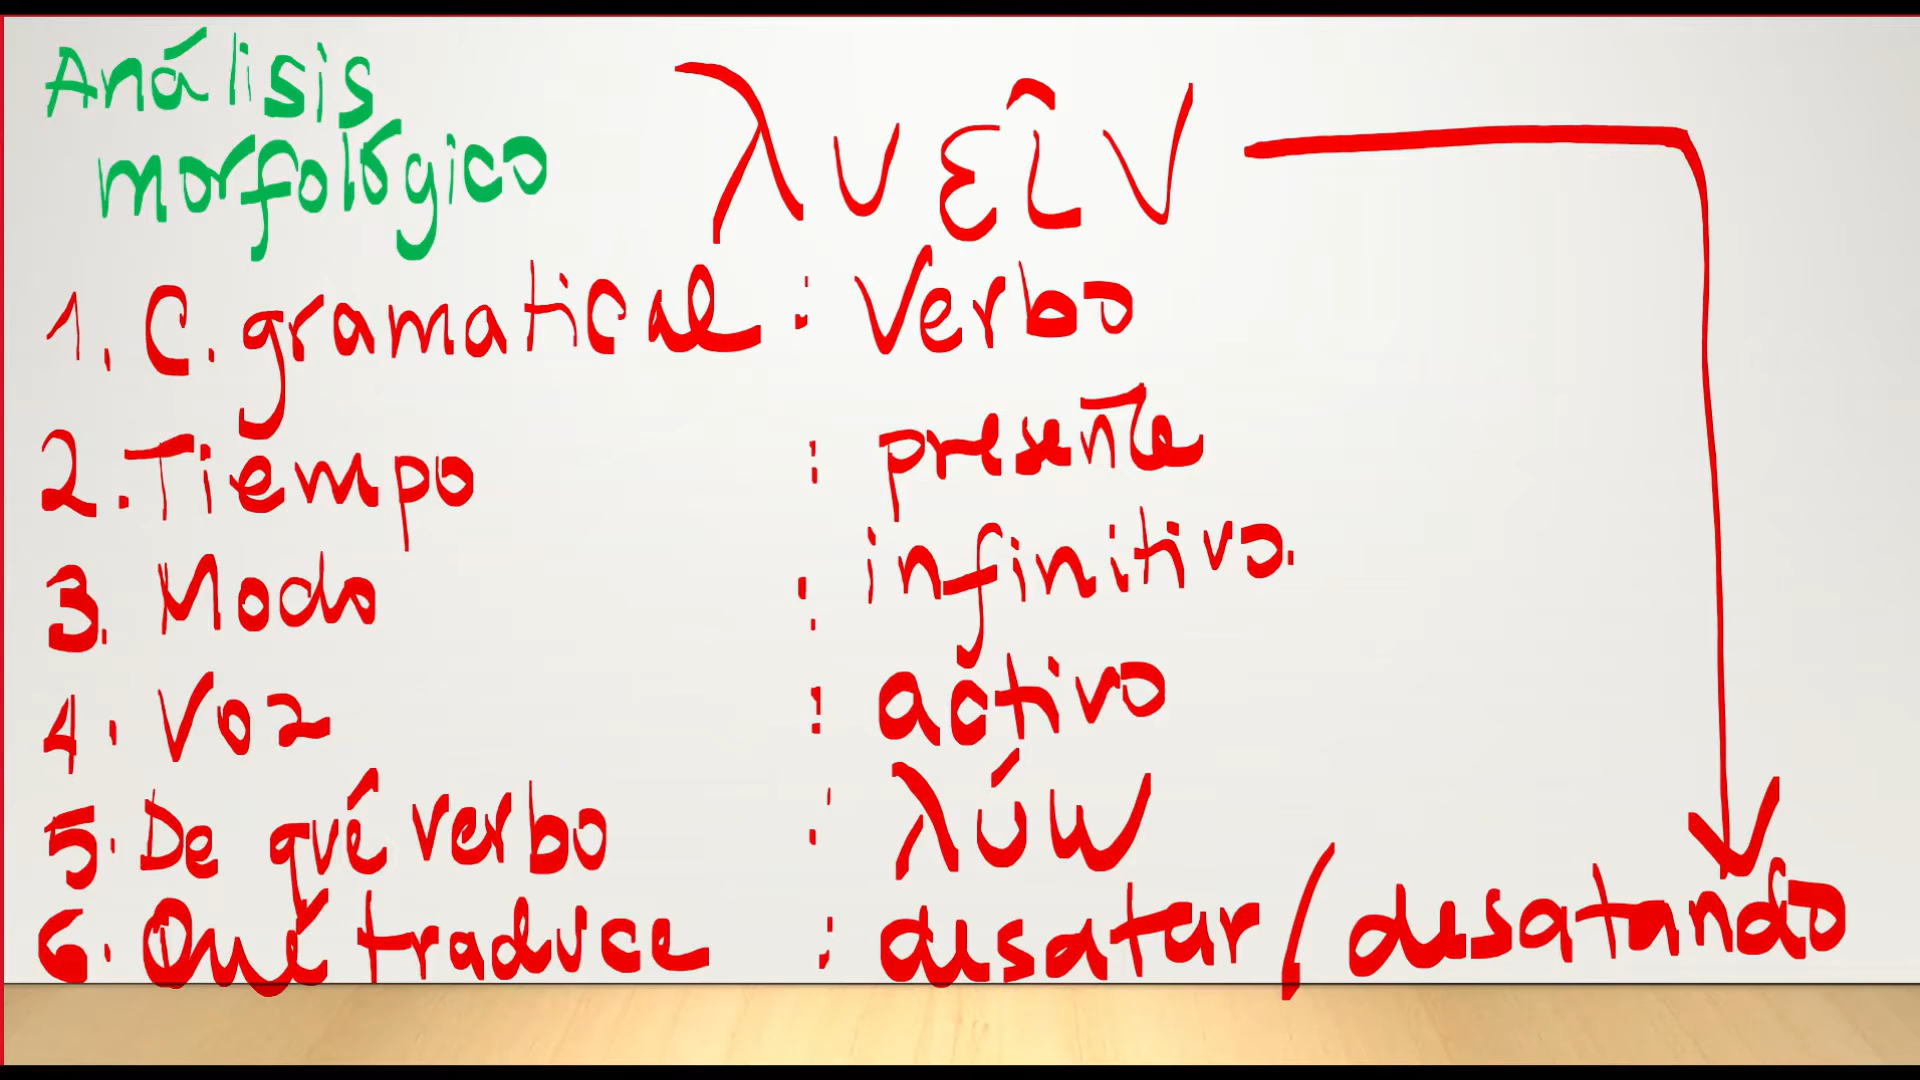 Análisis
morfológico
λυεῖν
1. C. gramatical : Verbo
2. Tiempo : presente
3. Modo : infinitivo.
4. Voz : activo
5. De qué verbo : λύω
6. Qué traduce : desatar / desatando